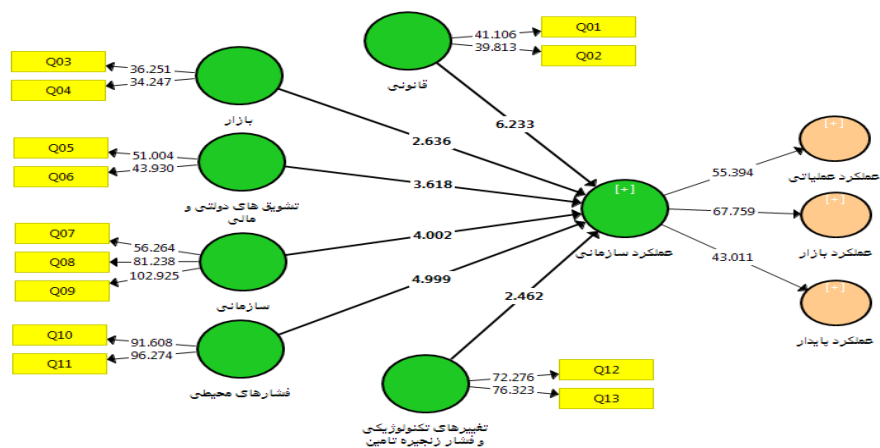 Q01
41.106
39.813
Q02
قانونی
Q03
36.251
34.247
Q04
بازار
6.233
2.636
Q05
51.004
43.930
Q06
تشویق های دولتی و
مالی
3.618
[+]
عملکرد سازمانی
55.394
[+]
عملکرد عملیاتی
67.759
[+]
عملکرد بازار
43.011
[+]
عملکرد پایدار
Q07
56.264
Q08
81.238
102.925
Q09
سازمانی
4.002
4.999
2.462
Q10
91.608
96.274
Q11
فشارهای محیطی
72.276
Q12
76.323
Q13
تغییرهای تکنولوژیکی
و فشار زنجیره تامین